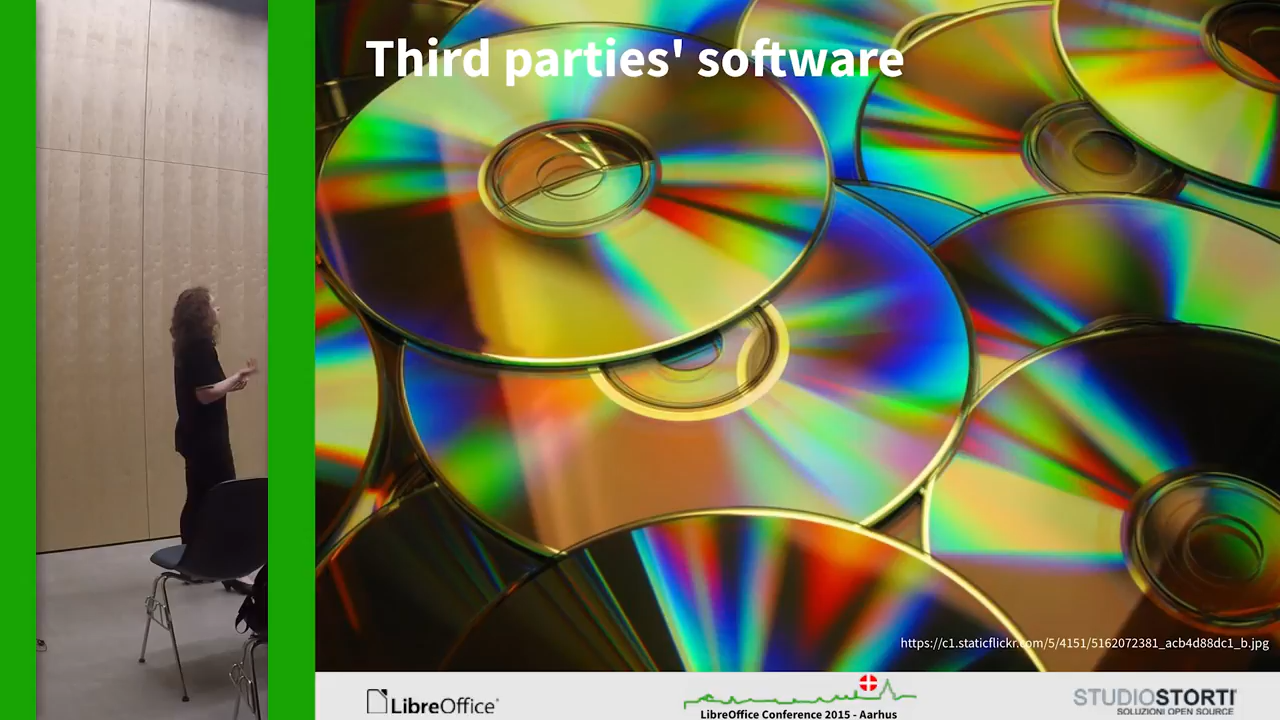 Third parties' software
https://c1.staticflickr.com/5/4151/5162072381_acb4d88dc1_b.jpg
LibreOffice®
LibreOffice Conference 2015 - Aarhus
STUDIOSTORTI
SOLUZIONI OPEN SOURCE